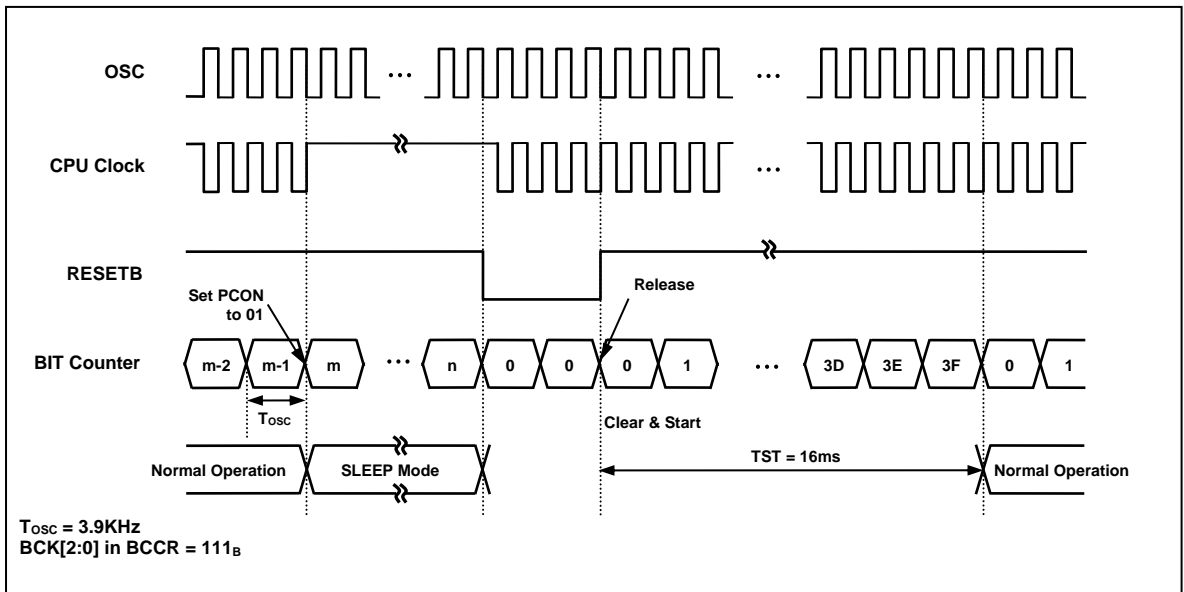 OSC
...
...
CPU Clock
...
RESETB
Set PCON
to 01
Release
BIT Counter
m-2 m-1 m ... n 0 0 0 1 ... 3D 3E 3F 0 1
TOSC
Clear & Start
TST = 16ms
Normal Operation
SLEEP Mode
Normal Operation
TOSC = 3.9KHz
BCK[2:0] in BCCR = 111B